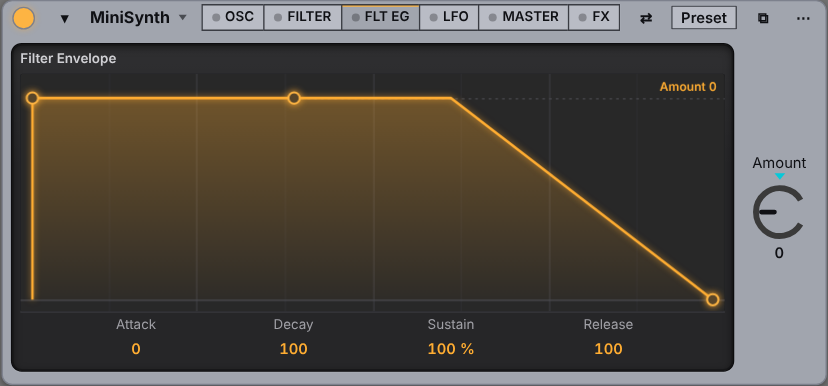 MiniSynth OSC FILTER FLT EG LFO MASTER FX Preset
Filter Envelope
Amount 0
Amount
0
Attack Decay Sustain Release
0 100 100 % 100